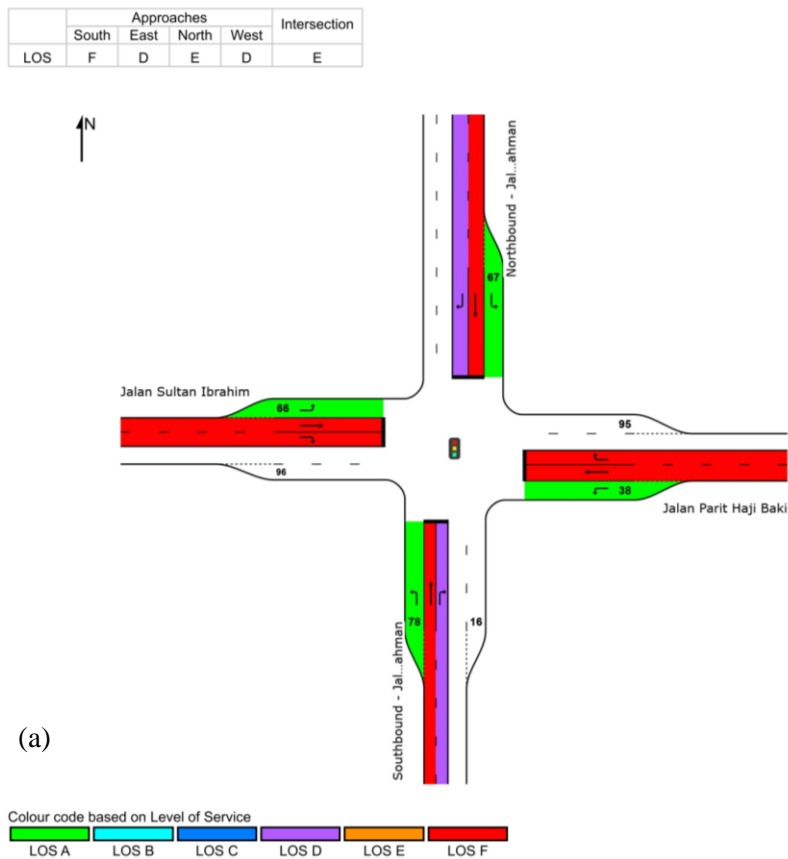 Approaches
Intersection
South East North West
LOS F D E D E
N
Northbound - Jal...ahman
67
Jalan Sultan Ibrahim
66
95
96
38
Jalan Parit Haji Baki
78
16
Southbound - Jal...ahman
(a)
Colour code based on Level of Service
LOS A LOS B LOS C LOS D LOS E LOS F